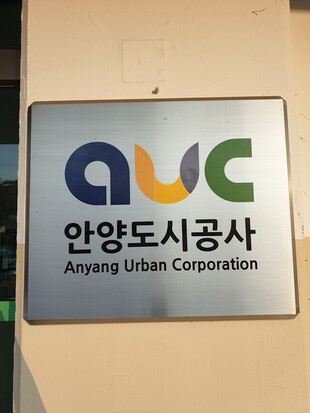 auc
안양도시공사
Anyang Urban Corporation